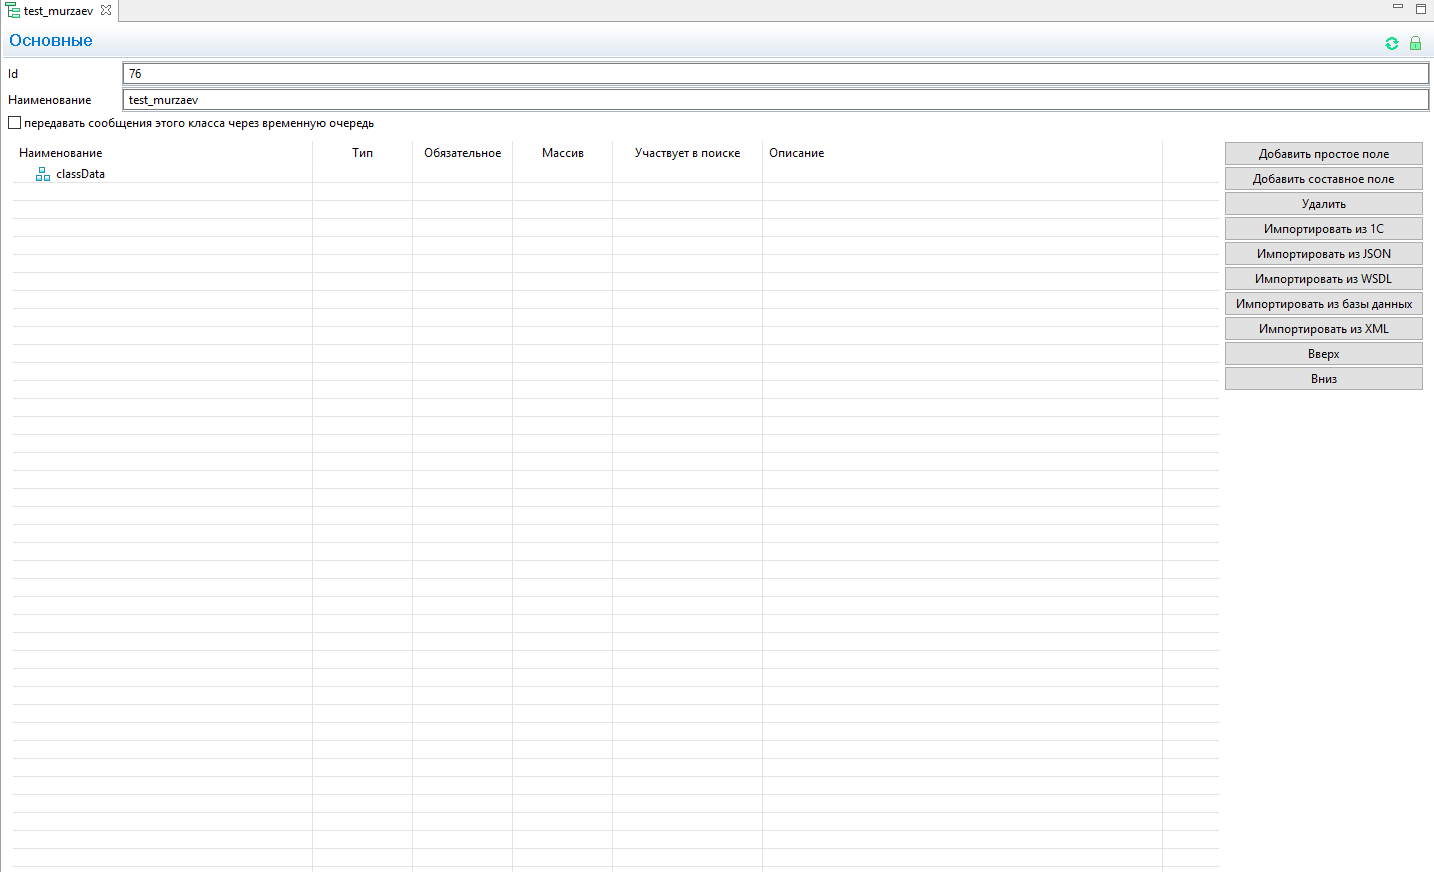 test_murzaev
Основные
Id 76
Наименование test_murzaev
передавать сообщения этого класса через временную очередь
Наименование Тип Обязательное Массив Участвует в поиске Описание
classData
Добавить простое поле
Добавить составное поле
Удалить
Импортировать из 1С
Импортировать из JSON
Импортировать из WSDL
Импортировать из базы данных
Импортировать из XML
Вверх
Вниз